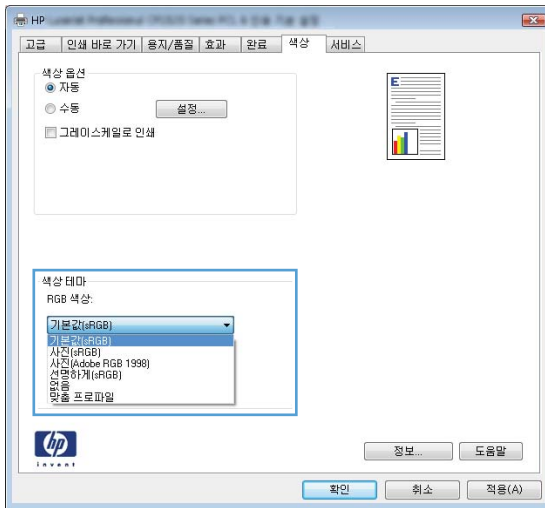 HP
고급 인쇄 바로 가기 용지/품질 효과 완료 색상 서비스
색상 옵션
자동
수동 설정...
그레이스케일로 인쇄
E
색상 테마
RGB 색상:
기본값(sRGB)
기본값(sRGB)
사진(sRGB)
사진(Adobe RGB 1998)
선명하게(sRGB)
없음
맞춤 프로파일
hp
invent
정보... 도움말
확인 취소 적용(A)